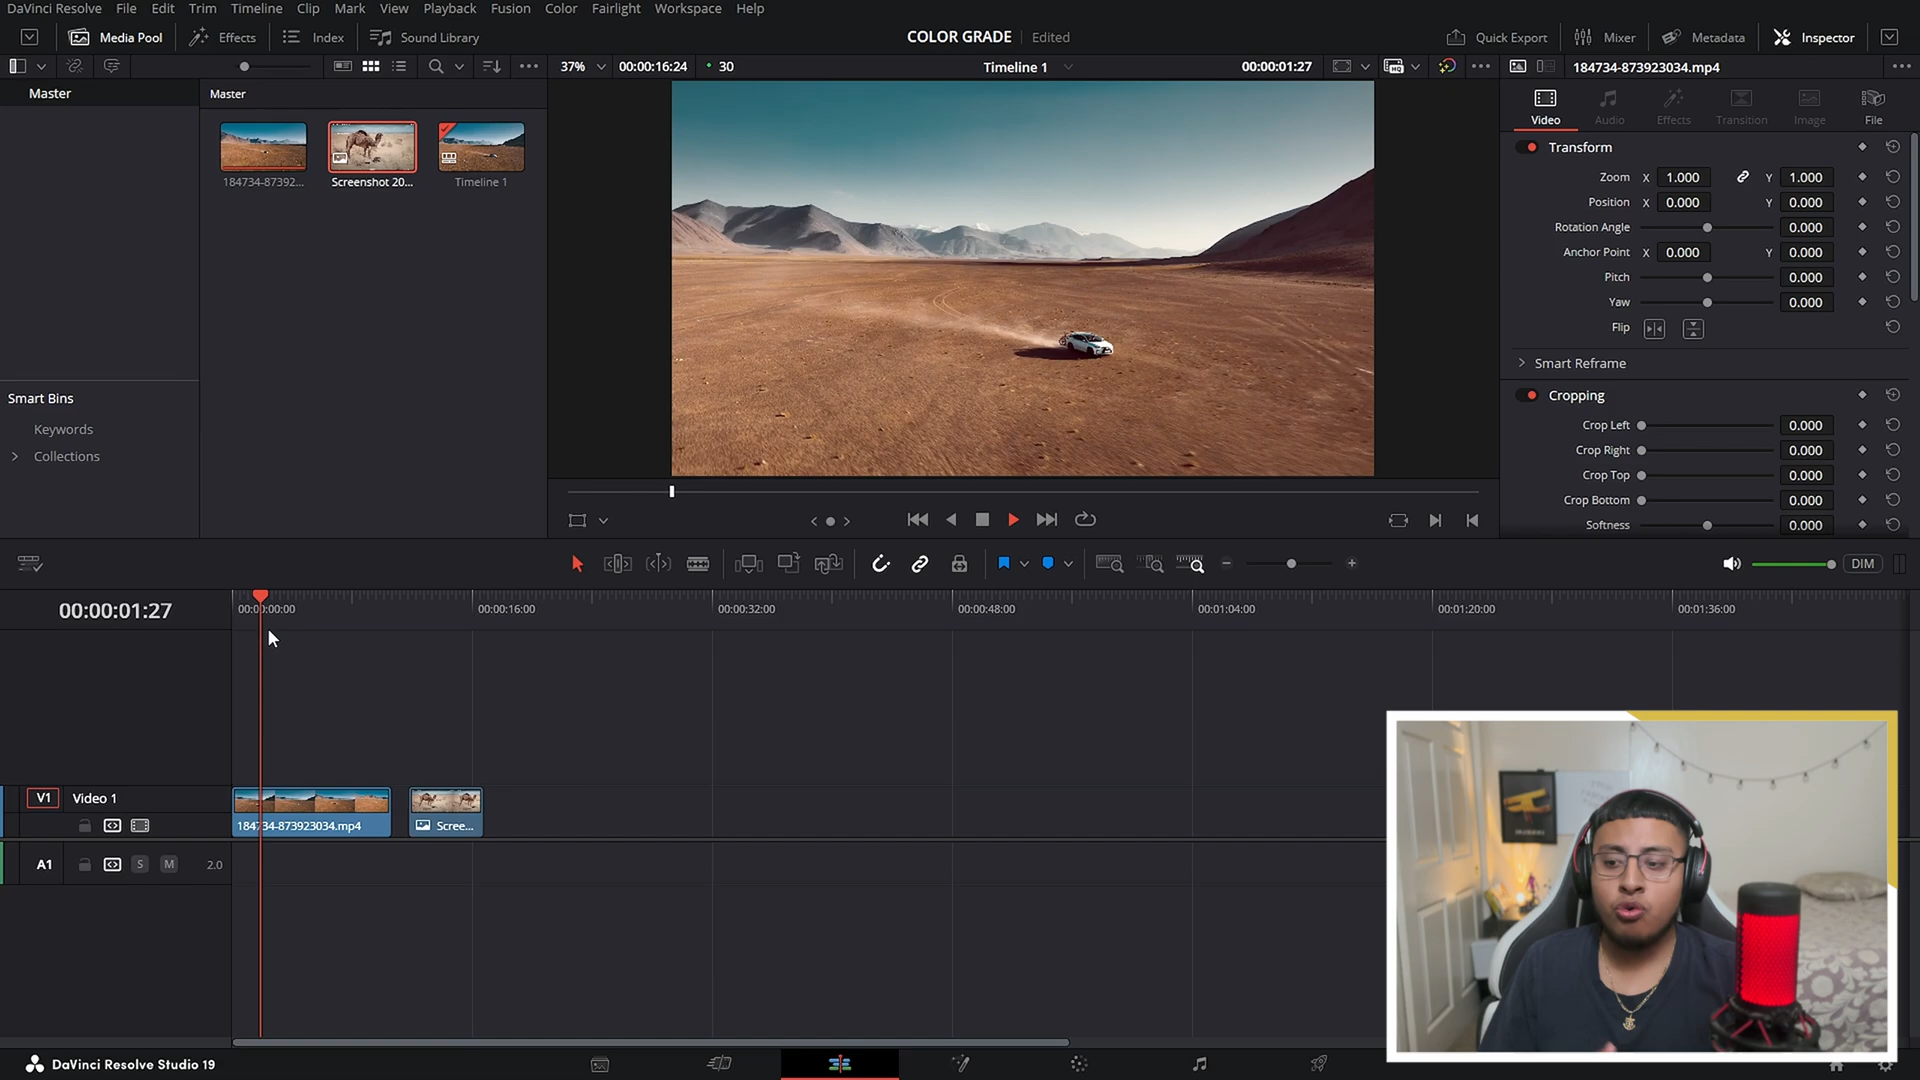 DaVinci Resolve File Edit Trim Timeline Clip Mark View Playback Fusion Color Fairlight Workspace Help
Media Pool Effects Index Sound Library COLOR GRADE Edited Quick Export Mixer Metadata Inspector
37% 00:00:16:24 30 Timeline 1 00:00:01:27 184734-873923034.mp4
Master
Master
184734-87392...
Screenshot 20...
Timeline 1
Smart Bins
Keywords
Collections
Video Audio Effects Transition Image File
Transform
Zoom X 1.000 Y 1.000
Position X 0.000 Y 0.000
Rotation Angle 0.000
Anchor Point X 0.000 Y 0.000
Pitch 0.000
Yaw 0.000
Flip
Smart Reframe
Cropping
Crop Left 0.000
Crop Right 0.000
Crop Top 0.000
Crop Bottom 0.000
Softness 0.000
DIM
00:00:01:27
00:00:00:00 00:00:16:00 00:00:32:00 00:00:48:00 00:01:04:00 00:01:20:00 00:01:36:00
V1 Video 1
184734-873923034.mp4
Scree...
A1 S M 2.0
DaVinci Resolve Studio 19